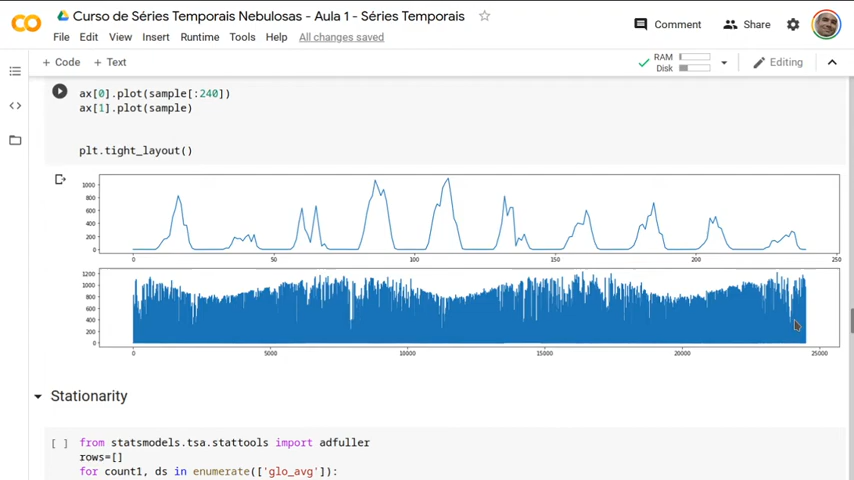 Curso de Séries Temporais Nebulosas - Aula 1 - Séries Temporais
Comment
Share
File Edit View Insert Runtime Tools Help All changes saved
+ Code + Text
RAM
Disk
Editing
ax[0].plot(sample[:240])
ax[1].plot(sample)
plt.tight_layout()
1000
800
600
400
200
0
0 50 100 150 200 250
1200
1000
800
600
400
200
0
0 5000 10000 15000 20000 25000
Stationarity
[ ] from statsmodels.tsa.stattools import adfuller
rows=[]
for count1, ds in enumerate(['glo_avg']):